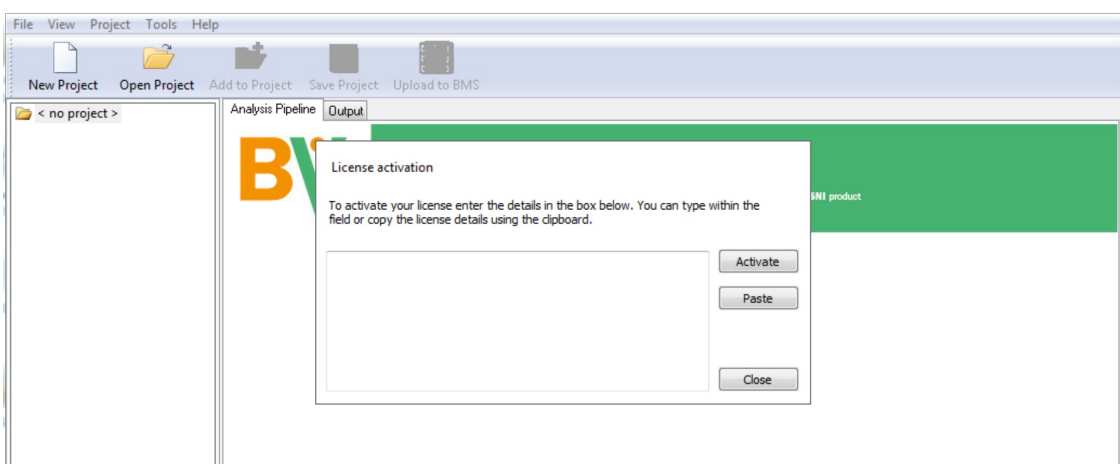 File View Project Tools Help
New Project Open Project Add to Project Save Project Upload to BMS
< no project >
Analysis Pipeline Output
License activation
To activate your license enter the details in the box below. You can type within the
field or copy the license details using the clipboard.
product
Activate
Paste
Close